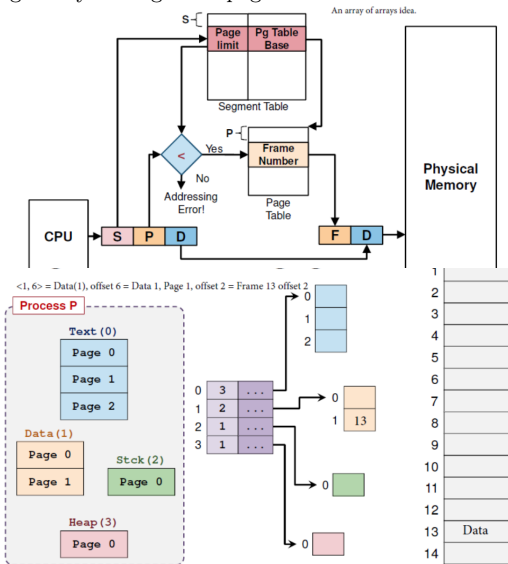 An array of arrays idea.
S
Page limit
Pg Table Base
Segment Table
P
<
Yes
Frame Number
No
Addressing Error!
Page Table
Physical Memory
CPU
S P D
F D
<1, 6> = Data(1), offset 6 = Data 1, Page 1, offset 2 = Frame 13 offset 2
Process P
Text(0)
Page 0
Page 1
Page 2
Data(1)
Page 0
Page 1
Stck(2)
Page 0
Heap(3)
Page 0
0 3 ...
1 2 ...
2 1 ...
3 1 ...
0
1
2
0
1 13
0
0
1
2
3
4
5
6
7
8
9
10
11
12
13 Data
14